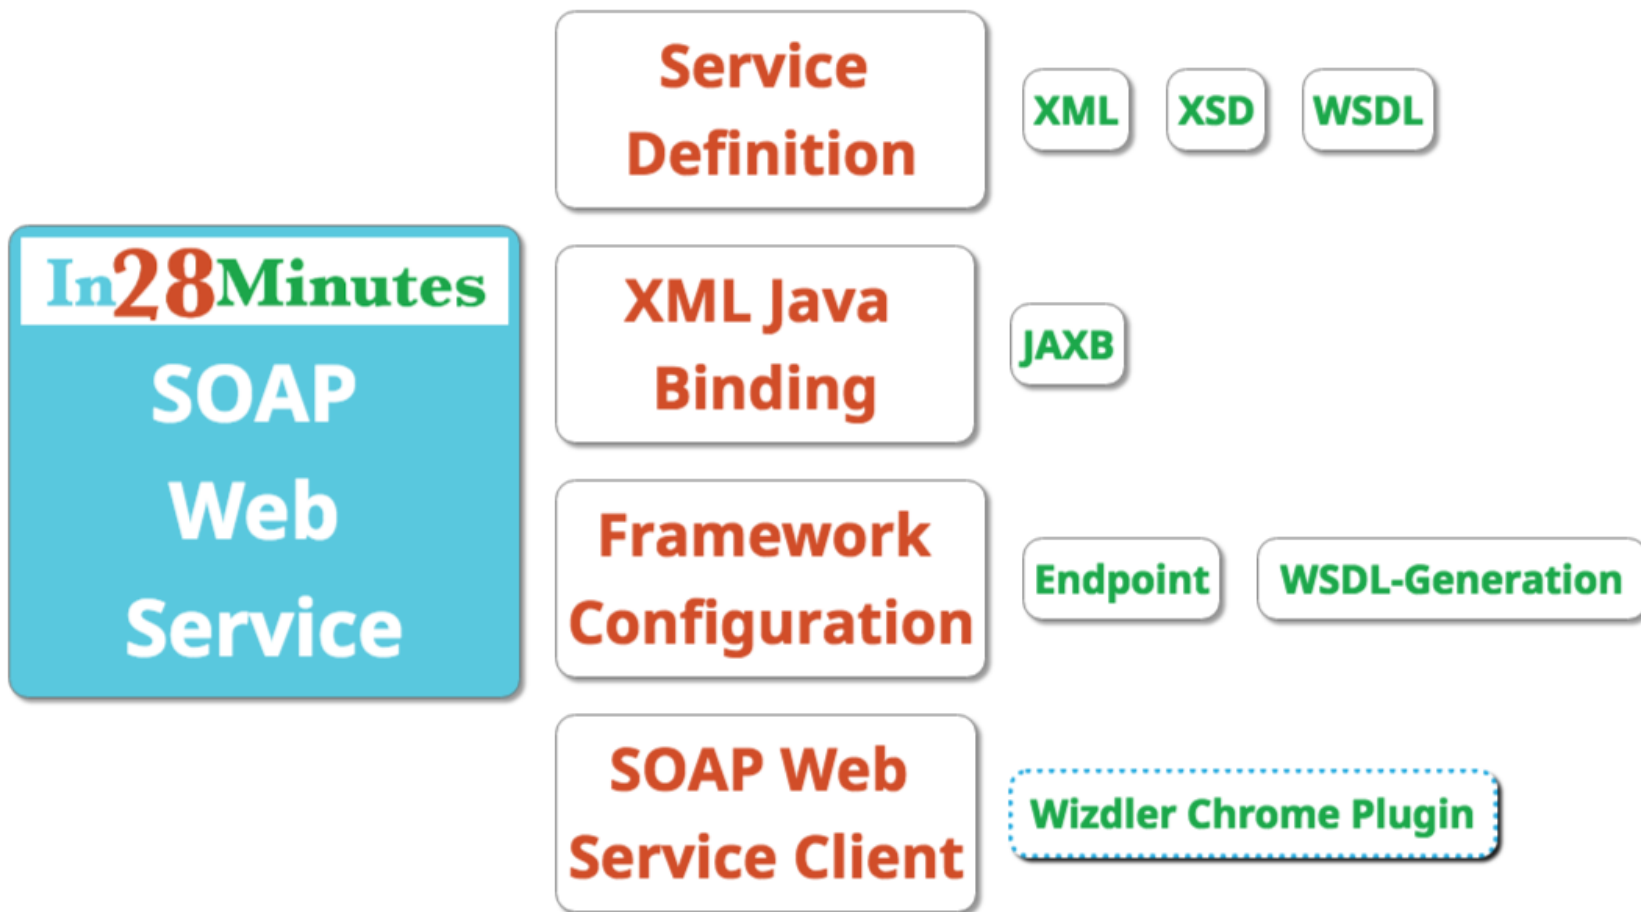 In28Minutes
SOAP
Web
Service
Service
Definition
XML
XSD
WSDL
XML Java
Binding
JAXB
Framework
Configuration
Endpoint
WSDL-Generation
SOAP Web
Service Client
Wizdler Chrome Plugin